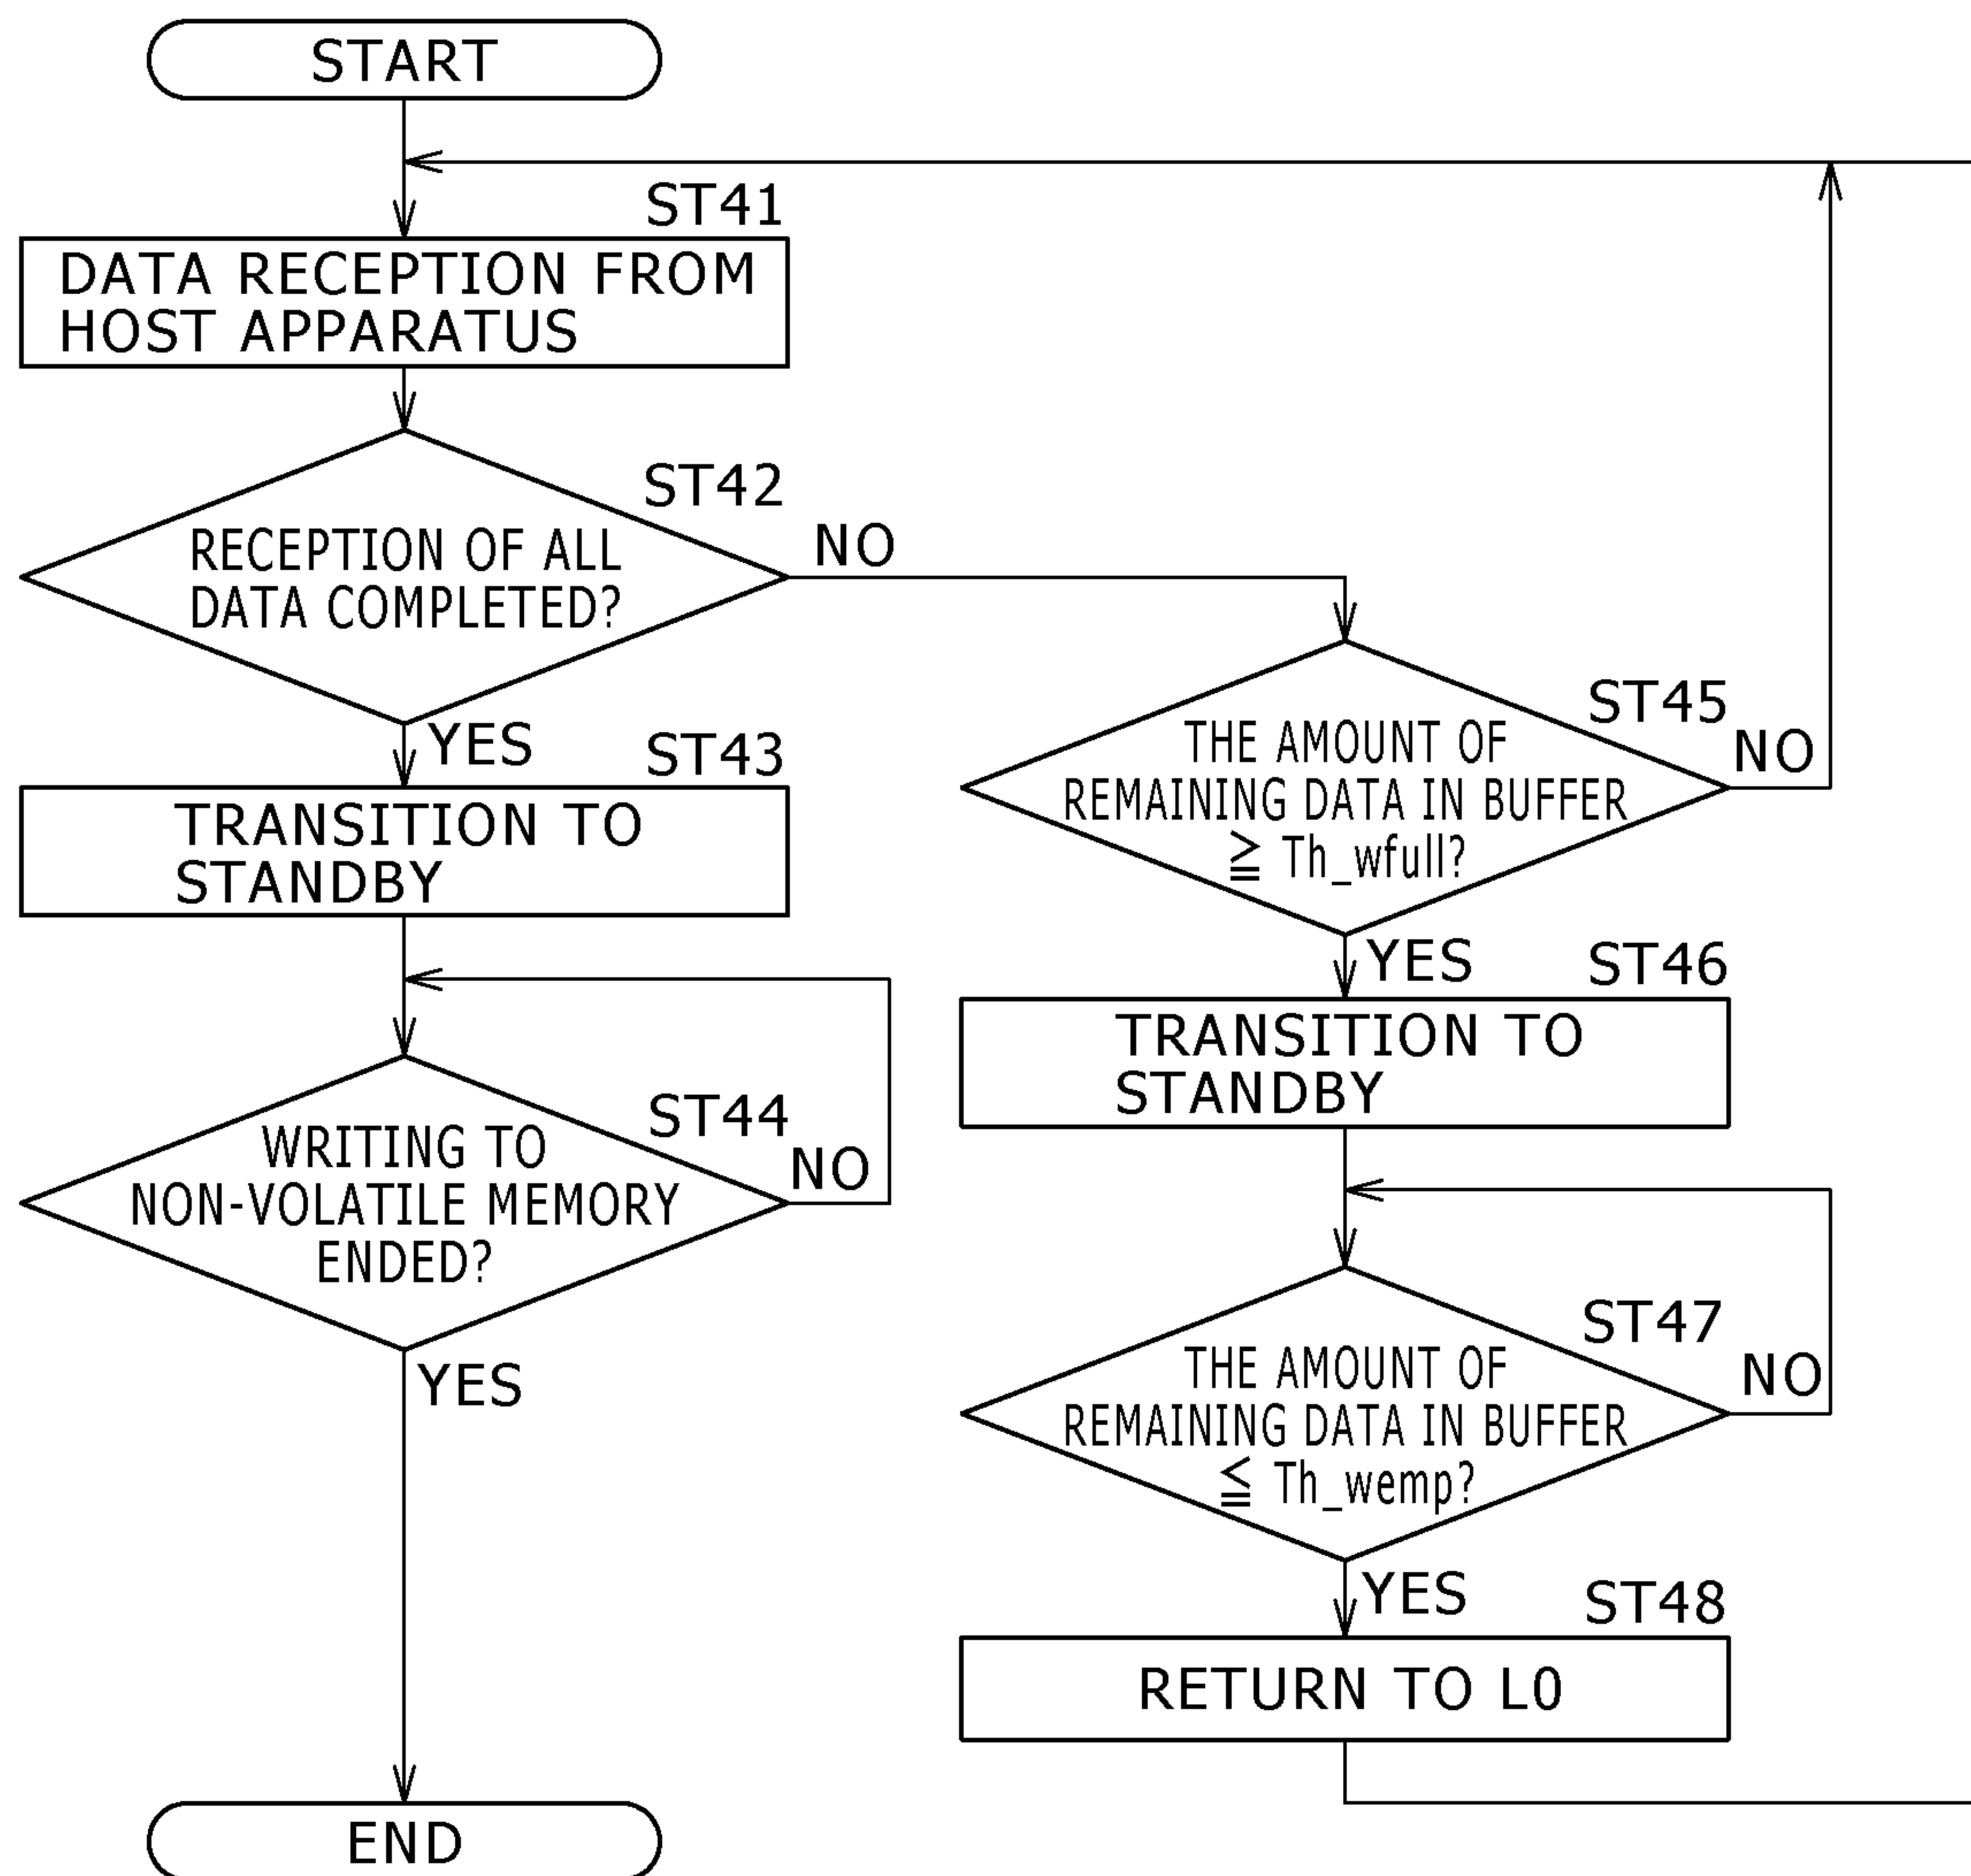 START
ST41
DATA RECEPTION FROM
HOST APPARATUS
ST42
RECEPTION OF ALL
DATA COMPLETED?
NO
YES
ST43
TRANSITION TO
STANDBY
ST44
WRITING TO
NON-VOLATILE MEMORY
ENDED?
NO
YES
END
ST45
THE AMOUNT OF
REMAINING DATA IN BUFFER
≧ Th_wfull?
NO
YES
ST46
TRANSITION TO
STANDBY
ST47
THE AMOUNT OF
REMAINING DATA IN BUFFER
≦ Th_wemp?
NO
YES
ST48
RETURN TO L0